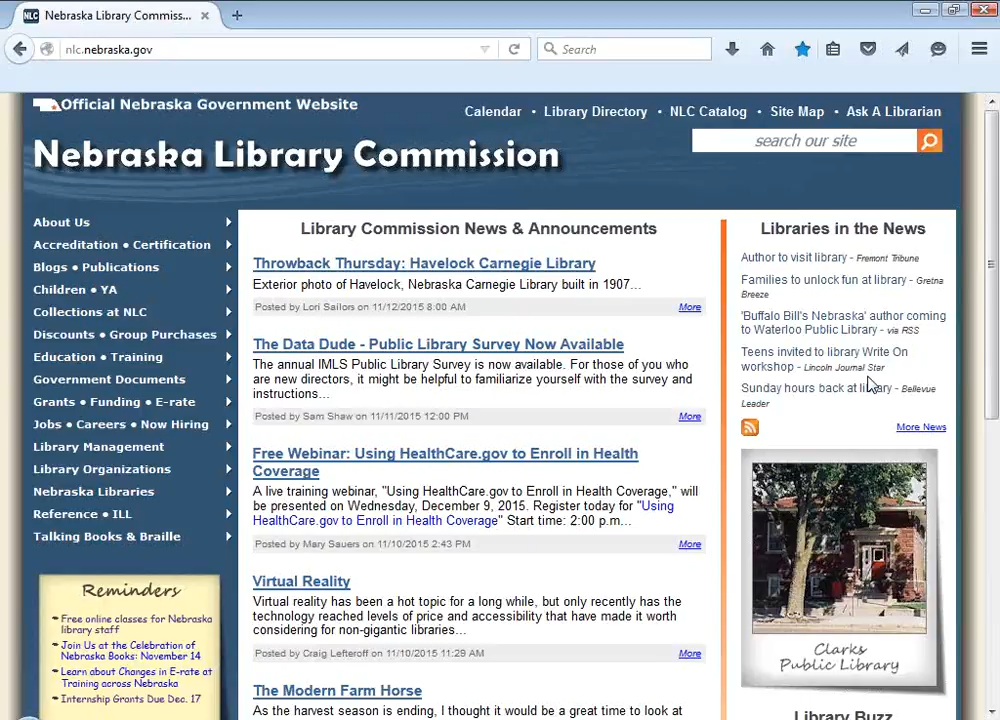 NLC Nebraska Library Commiss...
nlc.nebraska.gov
Search
Official Nebraska Government Website
Calendar • Library Directory • NLC Catalog • Site Map • Ask A Librarian
Nebraska Library Commission
search our site
About Us
Accreditation • Certification
Blogs • Publications
Children • YA
Collections at NLC
Discounts • Group Purchases
Education • Training
Government Documents
Grants • Funding • E-rate
Jobs • Careers • Now Hiring
Library Management
Library Organizations
Nebraska Libraries
Reference • ILL
Talking Books & Braille
Reminders
Free online classes for Nebraska
library staff
Join Us at the Celebration of
Nebraska Books: November 14
Learn about Changes in E-rate at
Training across Nebraska
Internship Grants Due Dec. 17
Library Commission News & Announcements
Throwback Thursday: Havelock Carnegie Library
Exterior photo of Havelock, Nebraska Carnegie Library built in 1907...
Posted by Lori Sailors on 11/12/2015 8:00 AM More
The Data Dude - Public Library Survey Now Available
The annual IMLS Public Library Survey is now available. For those of you who
are new directors, it might be helpful to familiarize yourself with the survey and
instructions...
Posted by Sam Shaw on 11/11/2015 12:00 PM More
Free Webinar: Using HealthCare.gov to Enroll in Health
Coverage
A live training webinar, "Using HealthCare.gov to Enroll in Health Coverage," will
be presented on Wednesday, December 9, 2015. Register today for "Using
HealthCare.gov to Enroll in Health Coverage" Start time: 2:00 p.m...
Posted by Mary Sauers on 11/10/2015 2:43 PM More
Virtual Reality
Virtual reality has been a hot topic for a long while, but only recently has the
technology reached levels of price and accessibility that have made it worth
considering for non-gigantic libraries...
Posted by Craig Lefteroff on 11/10/2015 11:29 AM More
The Modern Farm Horse
As the harvest season is ending, I thought it would be a great time to look at
Libraries in the News
Author to visit library - Fremont Tribune
Families to unlock fun at library - Gretna
Breeze
'Buffalo Bill's Nebraska' author coming
to Waterloo Public Library - via RSS
Teens invited to library Write On
workshop - Lincoln Journal Star
Sunday hours back at library - Bellevue
Leader
More News
Clarks
Public Library
Library Buzz